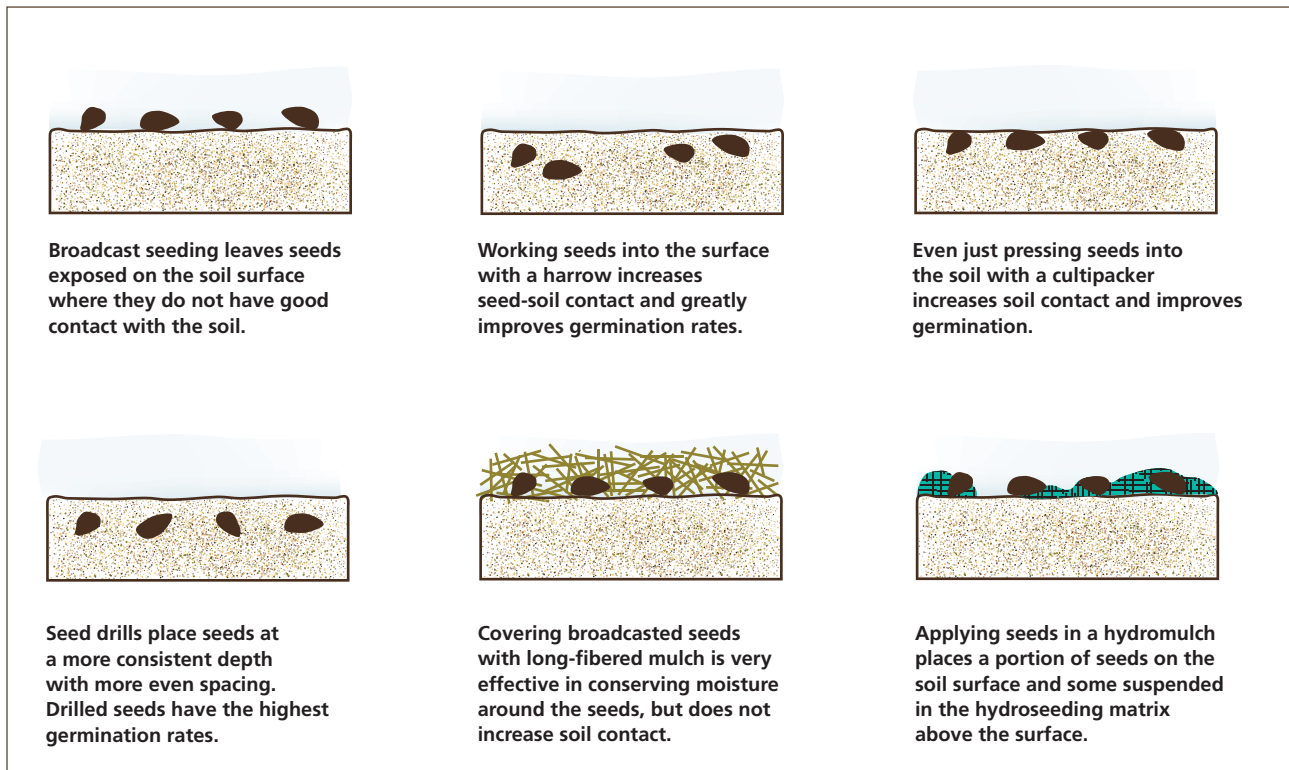 Broadcast seeding leaves seeds
exposed on the soil surface
where they do not have good
contact with the soil.
Working seeds into the surface
with a harrow increases
seed-soil contact and greatly
improves germination rates.
Even just pressing seeds into
the soil with a cultipacker
increases soil contact and improves
germination.
Seed drills place seeds at
a more consistent depth
with more even spacing.
Drilled seeds have the highest
germination rates.
Covering broadcasted seeds
with long-fibered mulch is very
effective in conserving moisture
around the seeds, but does not
increase soil contact.
Applying seeds in a hydromulch
places a portion of seeds on the
soil surface and some suspended
in the hydroseeding matrix
above the surface.